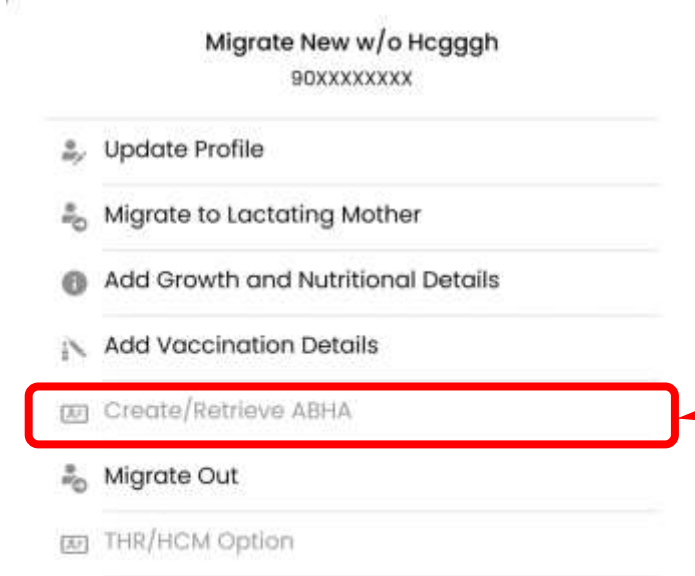 Migrate New w/o Hcgggh
90XXXXXXXX
Update Profile
Migrate to Lactating Mother
Add Growth and Nutritional Details
Add Vaccination Details
Create/Retrieve ABHA
Migrate Out
THR/HCM Option